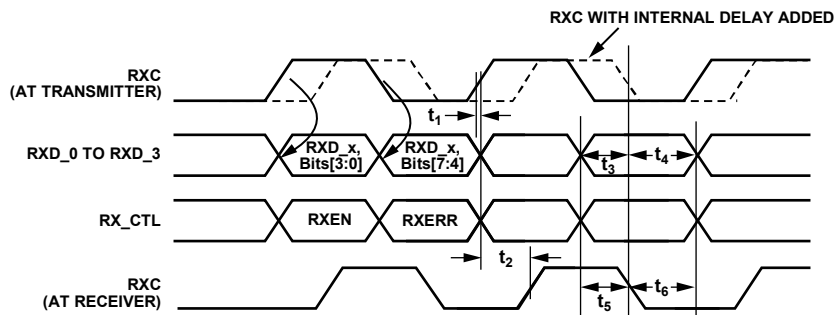 RXC WITH INTERNAL DELAY ADDED
RXC
(AT TRANSMITTER)
t1
RXD_0 TO RXD_3
RXD_x,
Bits[3:0]
RXD_x,
Bits[7:4]
t3
t4
RX_CTL
RXEN
RXERR
t2
RXC
(AT RECEIVER)
t5
t6